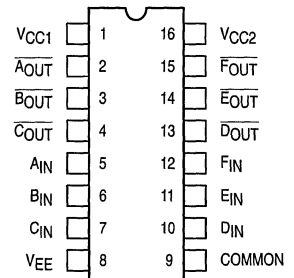 VCC1 1 16 VCC2
AOUT 2 15 FOUT
BOUT 3 14 EOUT
COUT 4 13 DOUT
AIN 5 12 FIN
BIN 6 11 EIN
CIN 7 10 DIN
VEE 8 9 COMMON